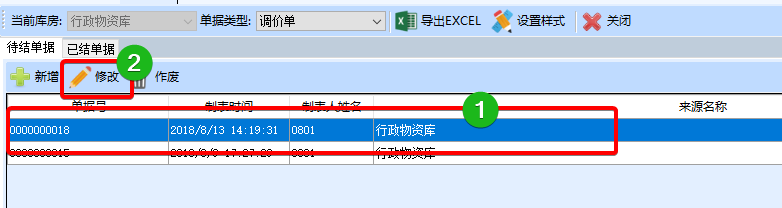 当前库房: 行政物资库 单据类型: 调价单 导出EXCEL 设置样式 关闭
待结单据 已结单据
2
新增 修改 作废
1
单据号 制表时间 制表人姓名 来源名称
0000000018 2018/8/13 14:19:31 0801 行政物资库
行政物资库